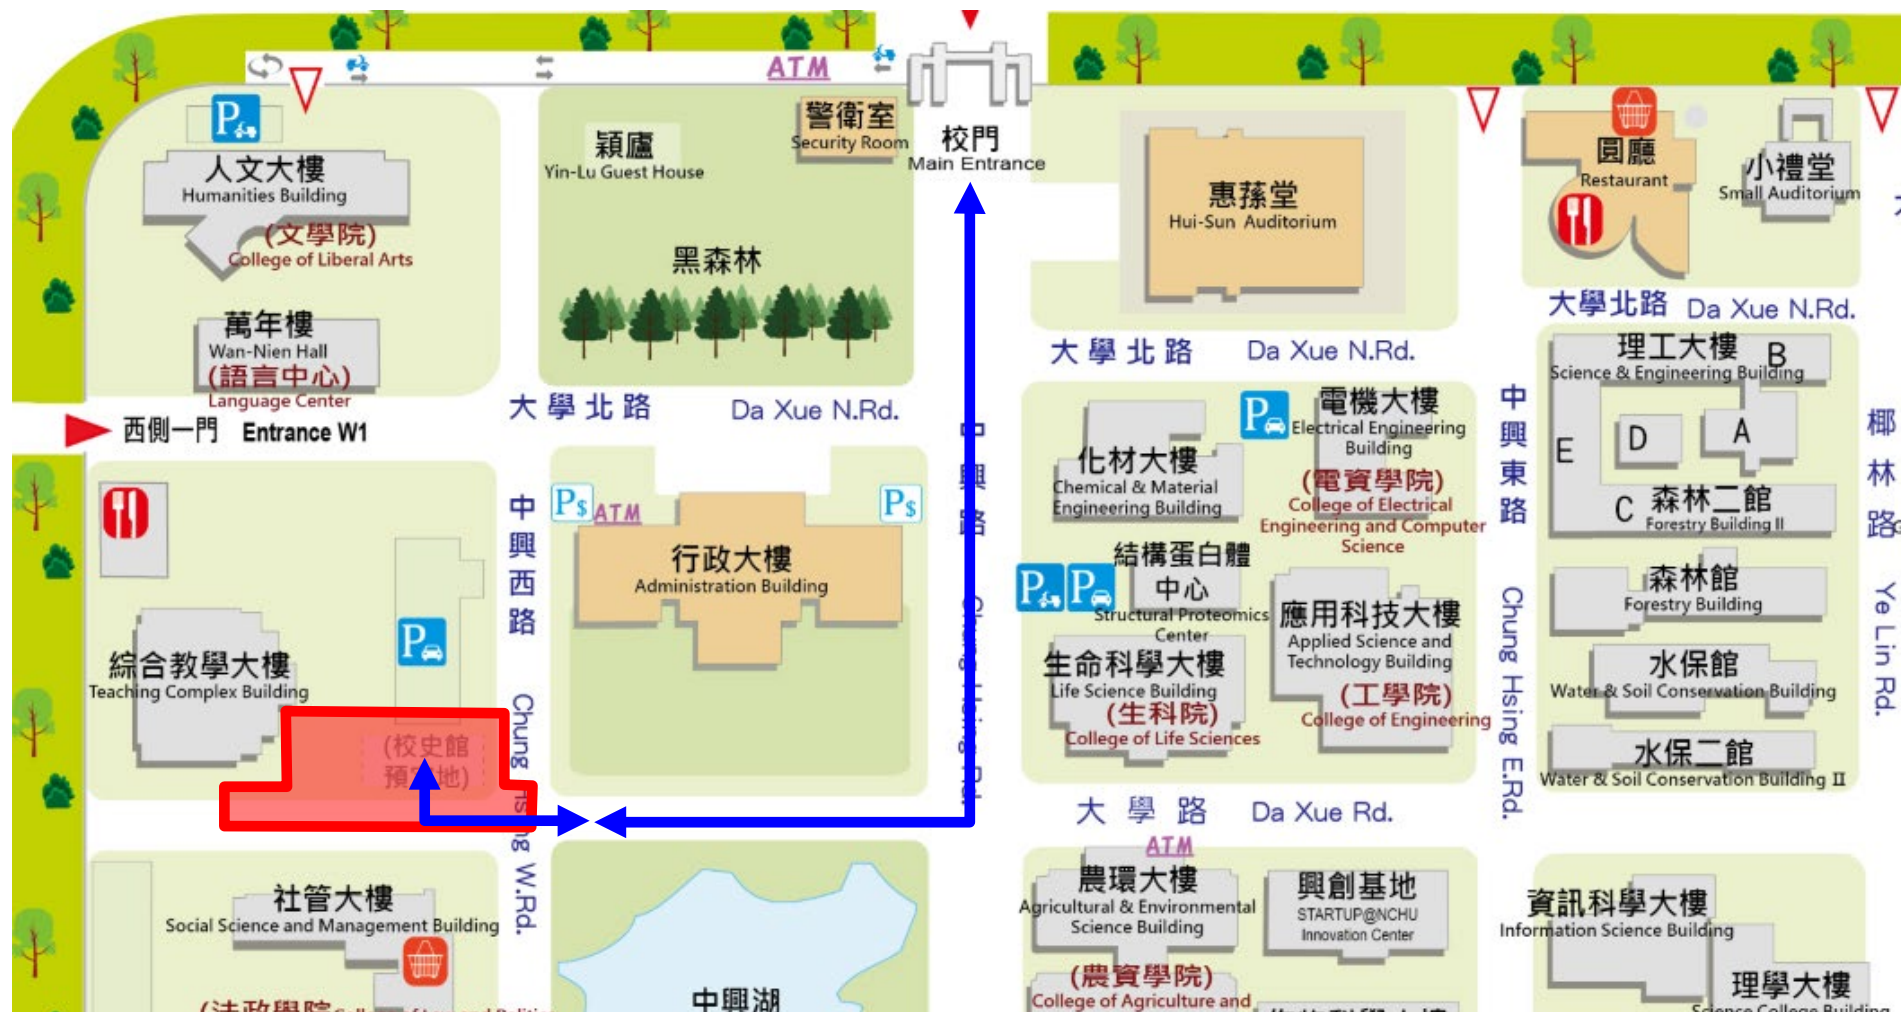 ATM
警衛室
Security Room
校門
Main Entrance
P
人文大樓
Humanities Building
(文學院)
College of Liberal Arts
穎廬
Yin-Lu Guest House
黑森林
惠蓀堂
Hui-Sun Auditorium
圓廳
Restaurant
小禮堂
Small Auditorium
萬年樓
Wan-Nien Hall
(語言中心)
Language Center
大學北路 Da Xue N.Rd.
大學北路 Da Xue N.Rd.
大學北路 Da Xue N.Rd.
西側一門 Entrance W1
理工大樓 B
Science & Engineering Building
A
D
E
C
森林二館
Forestry Building II
中興東路
Chung Hsing E.Rd.
椰林路
Ye Lin Rd.
P
電機大樓
Electrical Engineering
Building
(電資學院)
College of Electrical
Engineering and Computer
Science
化材大樓
Chemical & Material
Engineering Building
中興路
Chung Hsing Rd.
P$
ATM
P$
行政大樓
Administration Building
中興西路
Chung Hsing W.Rd.
P
P
P
結構蛋白體
中心
Structural Proteomics
Center
應用科技大樓
Applied Science and
Technology Building
(工學院)
College of Engineering
生命科學大樓
Life Science Building
(生科院)
College of Life Sciences
森林館
Forestry Building
水保館
Water & Soil Conservation Building
水保二館
Water & Soil Conservation Building II
綜合教學大樓
Teaching Complex Building
(校史館
預定地)
大學路 Da Xue Rd.
ATM
農環大樓
Agricultural & Environmental
Science Building
(農資學院)
College of Agriculture and
興創基地
STARTUP@NCHU
Innovation Center
資訊科學大樓
Information Science Building
理學大樓
Science College Building
社管大樓
Social Science and Management Building
(法政學院
中興湖